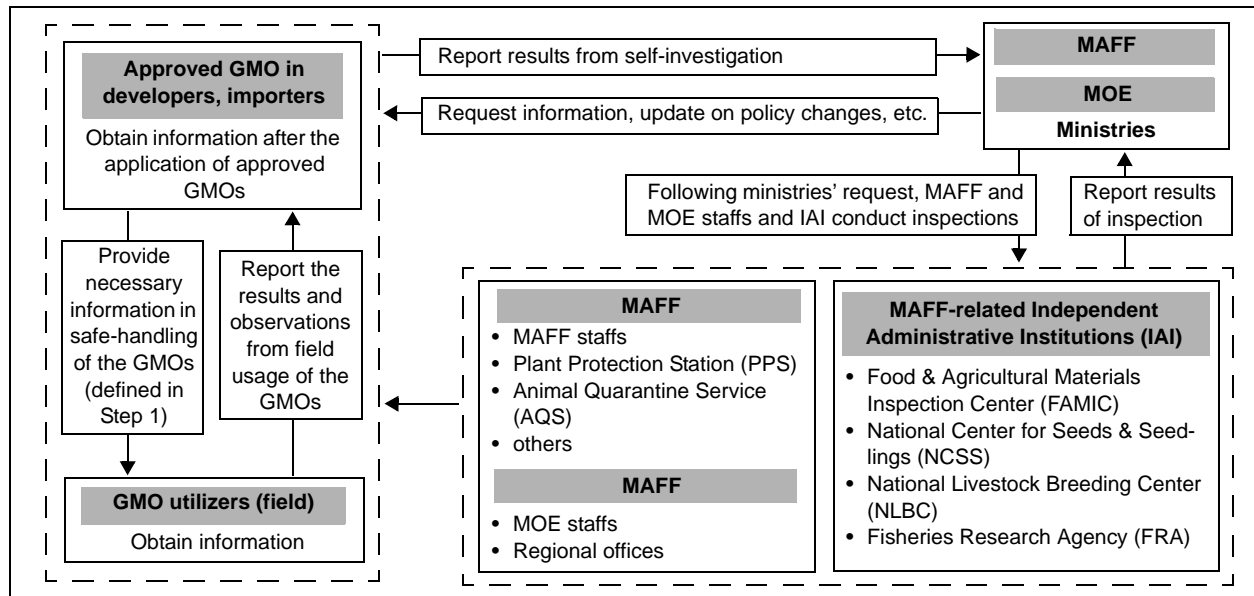 Approved GMO in
developers, importers
Obtain information after the
application of approved
GMOs
Report results from self-investigation
Request information, update on policy changes, etc.
MAFF
MOE
Ministries
Following ministries' request, MAFF and
MOE staffs and IAI conduct inspections
Report results
of inspection
Provide
necessary
information in
safe-handling
of the GMOs
(defined in
Step 1)
Report the
results and
observations
from field
usage of the
GMOs
GMO utilizers (field)
Obtain information
MAFF
• MAFF staffs
• Plant Protection Station (PPS)
• Animal Quarantine Service
(AQS)
• others
MAFF
• MOE staffs
• Regional offices
MAFF-related Independent
Administrative Institutions (IAI)
• Food & Agricultural Materials
Inspection Center (FAMIC)
• National Center for Seeds & Seed-
lings (NCSS)
• National Livestock Breeding Center
(NLBC)
• Fisheries Research Agency (FRA)